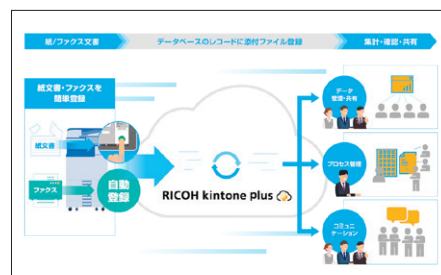 紙/ファクス文書
データベースのレコードに添付ファイル登録
集計・確認・共有
紙文書・ファクスを
簡単登録
紙文書
ファクス
自動
登録
RICOH kintone plus
データ
管理・共有
プロセス管理
コミュニ
ケーション